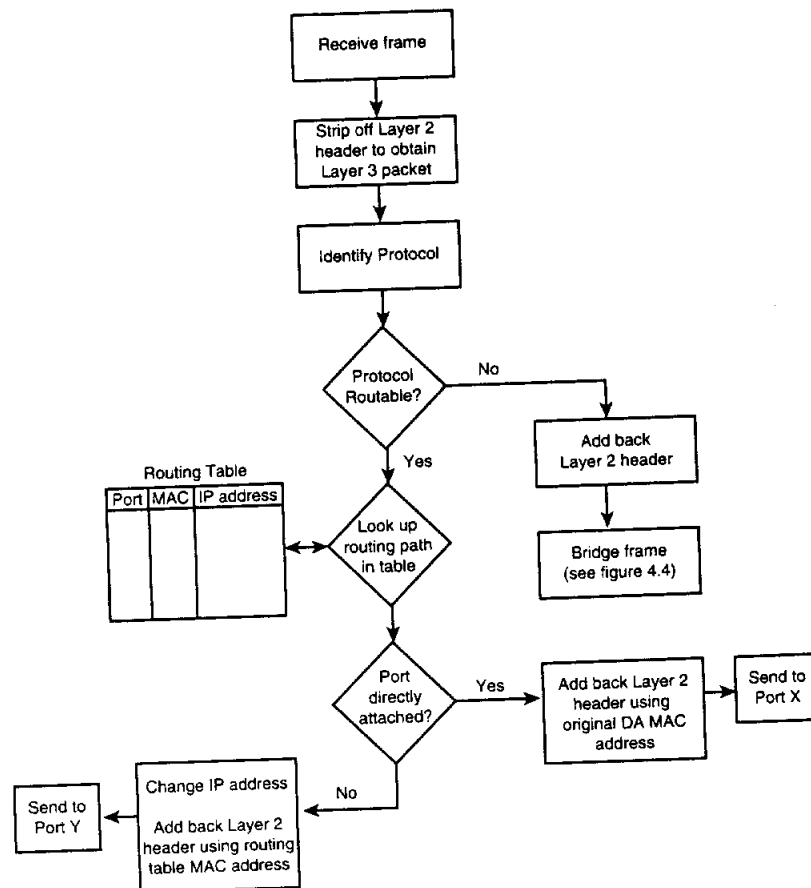 Receive frame
Strip off Layer 2
header to obtain
Layer 3 packet
Identify Protocol
Protocol
Routable?
No
Yes
Add back
Layer 2 header
Bridge frame
(see figure 4.4)
Routing Table
Port MAC IP address
Look up
routing path
in table
Port
directly
attached?
Yes
Add back Layer 2
header using
original DA MAC
address
Send to
Port X
No
Change IP address
Add back Layer 2
header using routing
table MAC address
Send to
Port Y